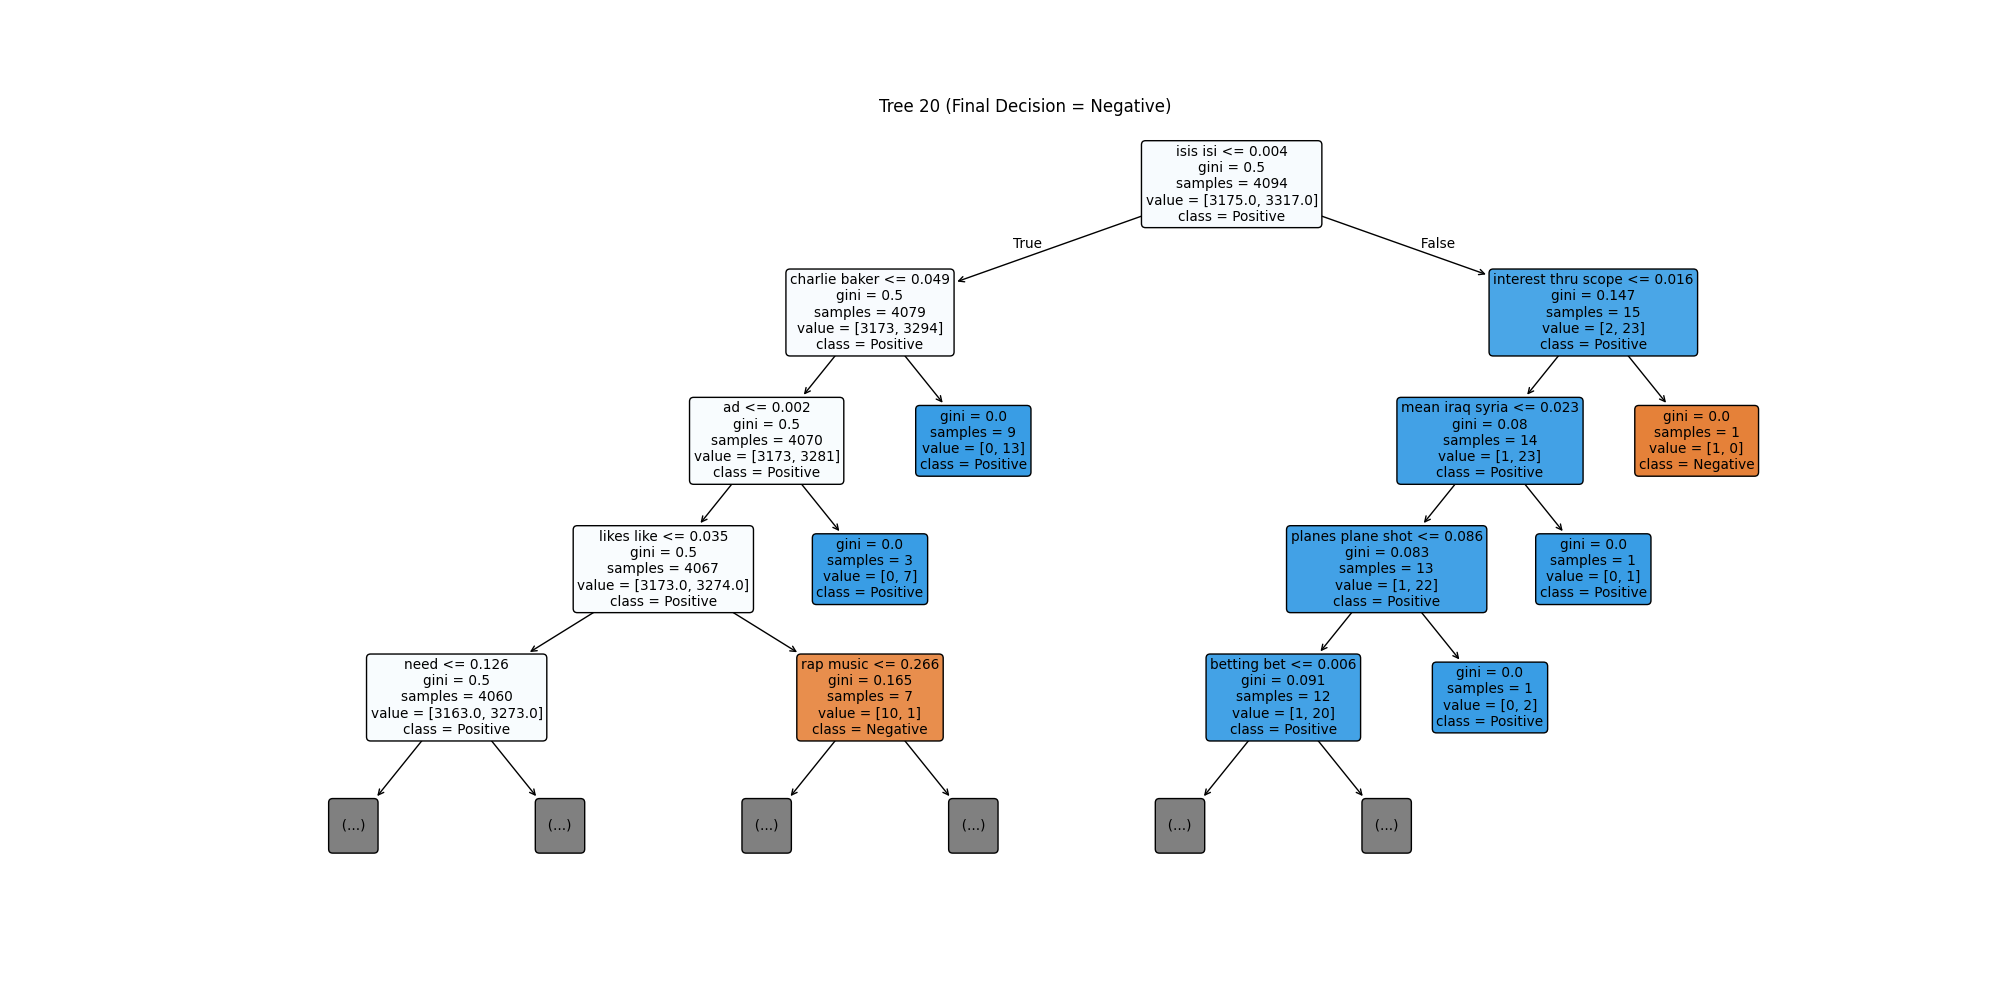 Tree 20 (Final Decision = Negative)
isis isi <= 0.004
gini = 0.5
samples = 4094
value = [3175.0, 3317.0]
class = Positive
True
False
charlie baker <= 0.049
gini = 0.5
samples = 4079
value = [3173, 3294]
class = Positive
interest thru scope <= 0.016
gini = 0.147
samples = 15
value = [2, 23]
class = Positive
ad <= 0.002
gini = 0.5
samples = 4070
value = [3173, 3281]
class = Positive
gini = 0.0
samples = 9
value = [0, 13]
class = Positive
mean iraq syria <= 0.023
gini = 0.08
samples = 14
value = [1, 23]
class = Positive
gini = 0.0
samples = 1
value = [1, 0]
class = Negative
likes like <= 0.035
gini = 0.5
samples = 4067
value = [3173.0, 3274.0]
class = Positive
gini = 0.0
samples = 3
value = [0, 7]
class = Positive
planes plane shot <= 0.086
gini = 0.083
samples = 13
value = [1, 22]
class = Positive
gini = 0.0
samples = 1
value = [0, 1]
class = Positive
need <= 0.126
gini = 0.5
samples = 4060
value = [3163.0, 3273.0]
class = Positive
rap music <= 0.266
gini = 0.165
samples = 7
value = [10, 1]
class = Negative
betting bet <= 0.006
gini = 0.091
samples = 12
value = [1, 20]
class = Positive
gini = 0.0
samples = 1
value = [0, 2]
class = Positive
(...)
(...)
(...)
(...)
(...)
(...)